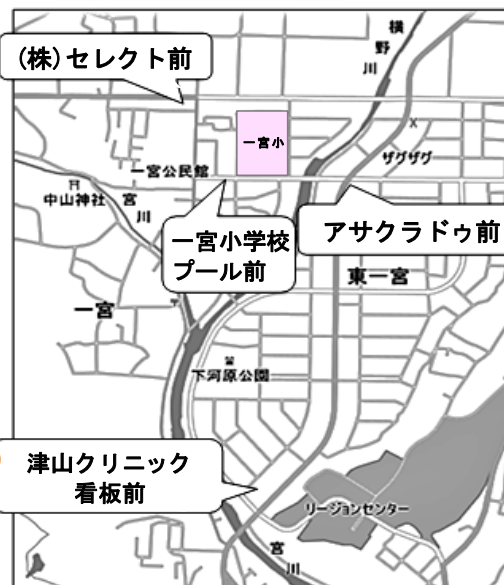 横野川
(株)セレクト前
一宮小
ザグザグ
一宮公民館
中山神社
宮川
一宮小学校
プール前
アサクラドゥ前
東一宮
一宮
下河原公園
津山クリニック
看板前
リージョンセンター
宮川